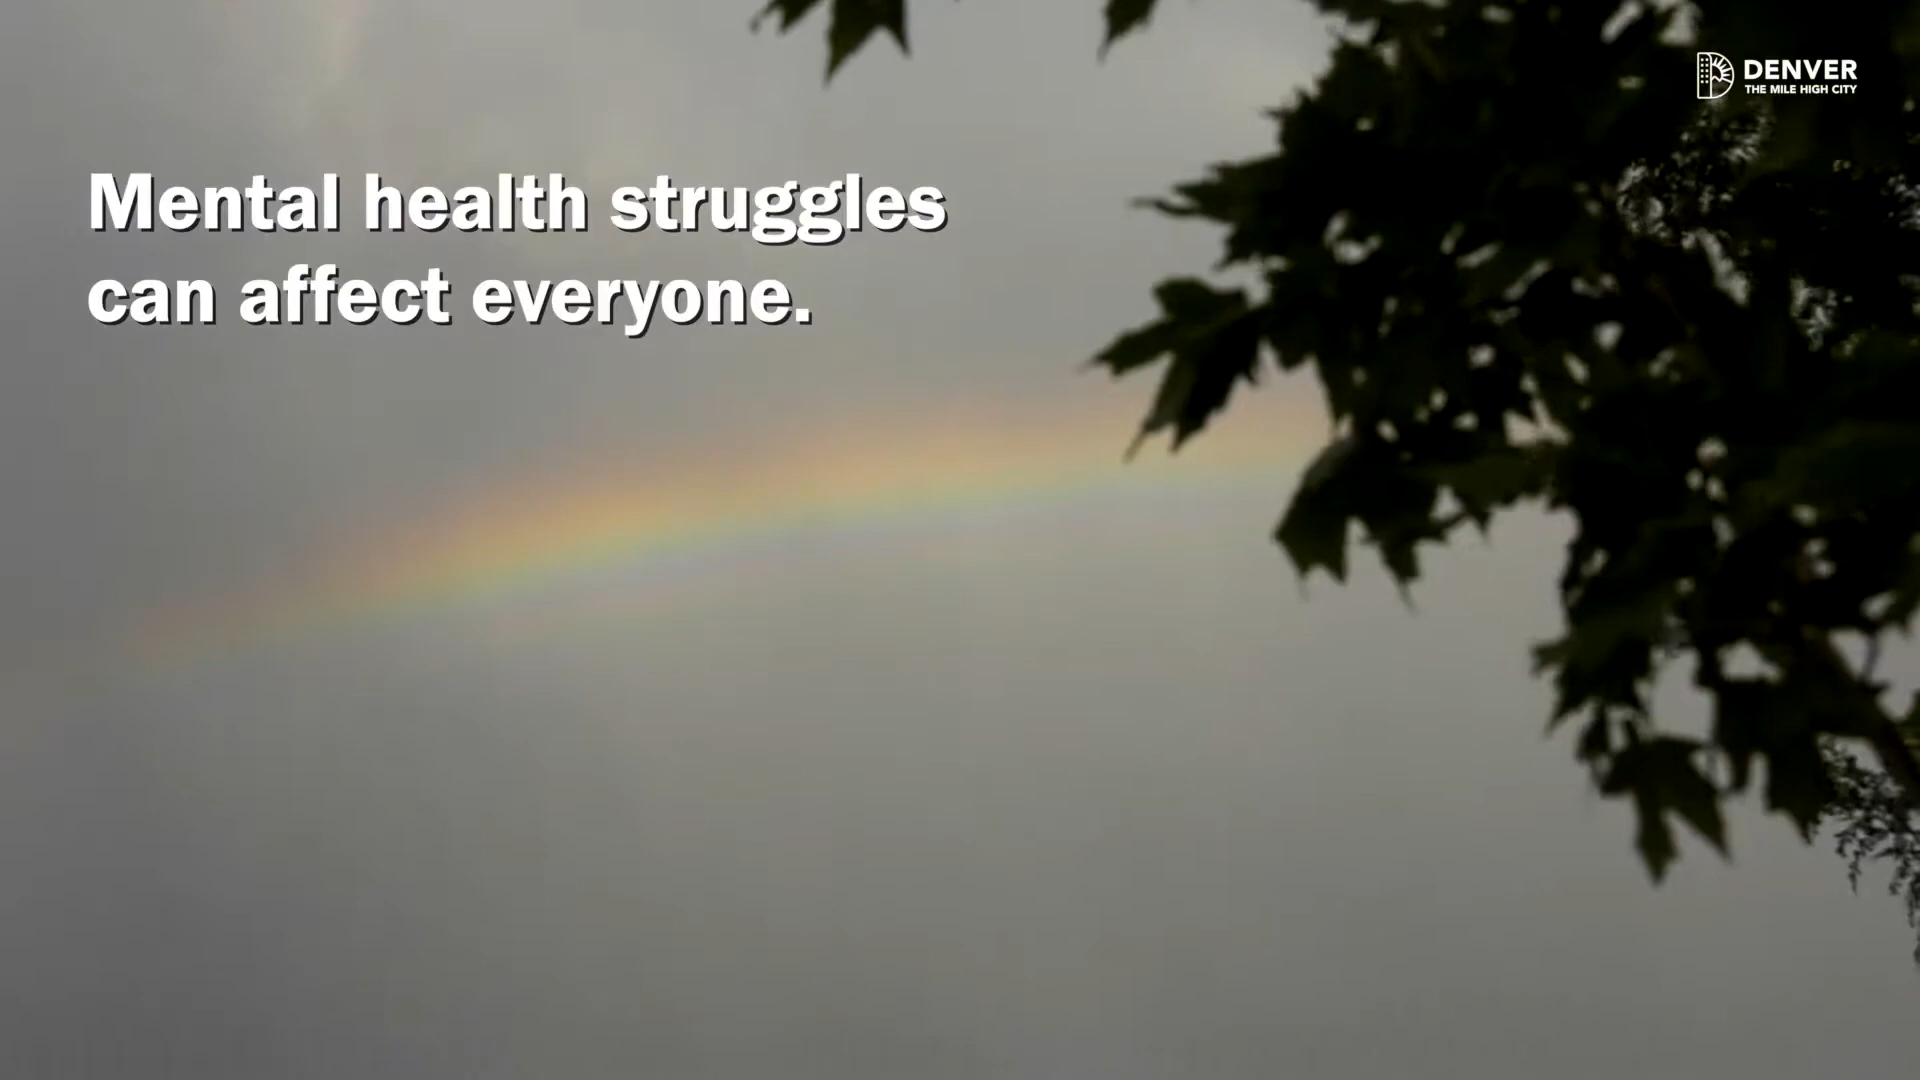 DENVER
THE MILE HIGH CITY
Mental health struggles
can affect everyone.